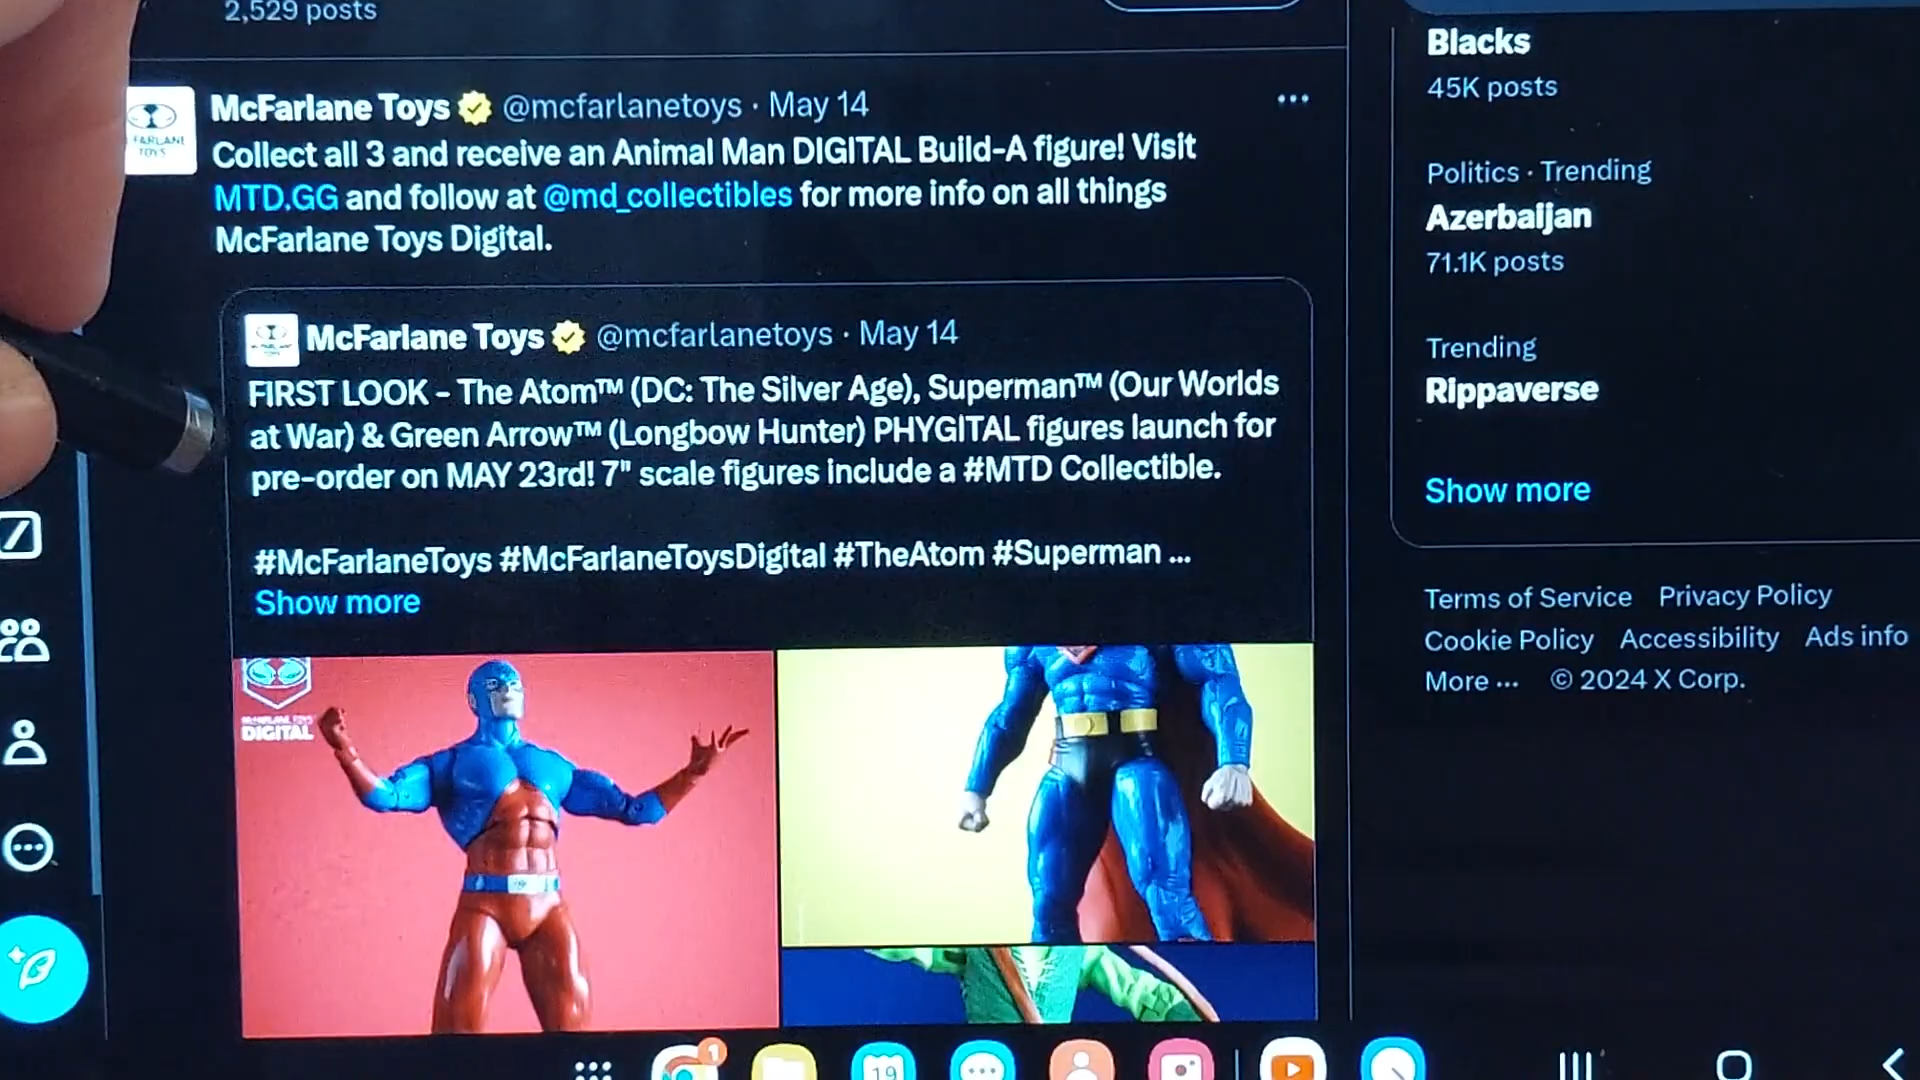 2,529 posts
McFarlane Toys @mcfarlanetoys · May 14
Collect all 3 and receive an Animal Man DIGITAL Build-A figure! Visit
MTD.GG and follow at @md_collectibles for more info on all things
McFarlane Toys Digital.
McFarlane Toys @mcfarlanetoys · May 14
FIRST LOOK - The Atom™ (DC: The Silver Age), Superman™ (Our Worlds
at War) & Green Arrow™ (Longbow Hunter) PHYGITAL figures launch for
pre-order on MAY 23rd! 7" scale figures include a #MTD Collectible.
#McFarlaneToys #McFarlaneToysDigital #TheAtom #Superman ...
Show more
McFARLANE TOYS
DIGITAL
Blacks
45K posts
Politics · Trending
Azerbaijan
71.1K posts
Trending
Rippaverse
Show more
Terms of Service Privacy Policy
Cookie Policy Accessibility Ads info
More ··· © 2024 X Corp.
1
19